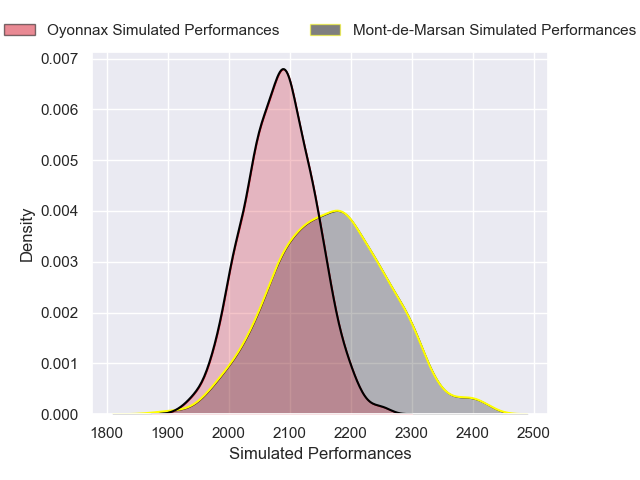 Oyonnax Simulated Performances
Mont-de-Marsan Simulated Performances
0.007
0.006
0.005
0.004
0.003
0.002
0.001
0.000
Density
1800 1900 2000 2100 2200 2300 2400 2500
Simulated Performances